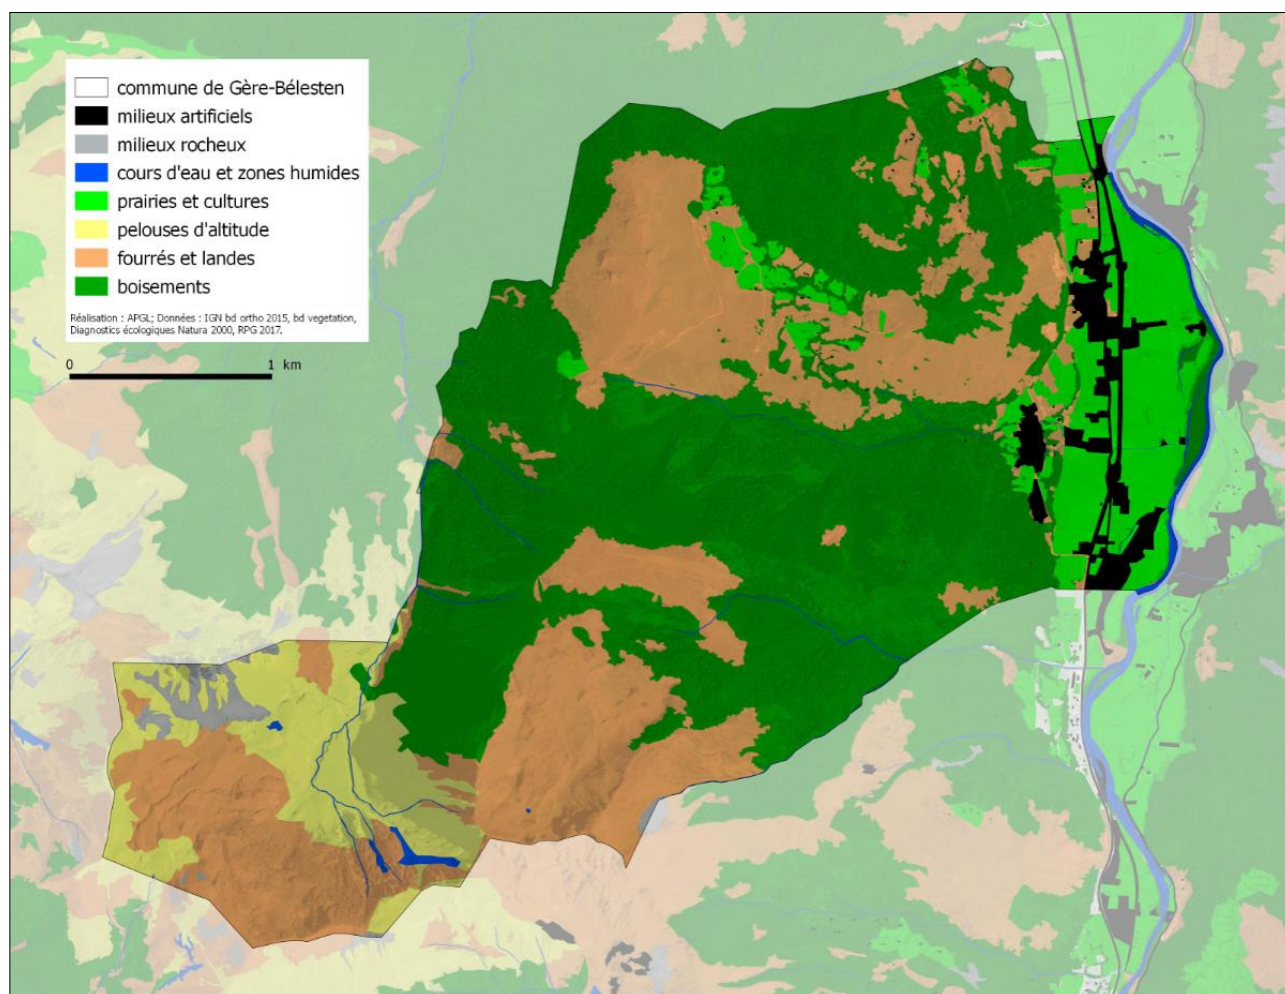 commune de Gère-Bélesten
milieux artificiels
milieux rocheux
cours d'eau et zones humides
prairies et cultures
pelouses d'altitude
fourrés et landes
boisements
Réalisation : APGL; Données : IGN bd ortho 2015, bd vegetation,
Diagnostics écologiques Natura 2000, RPG 2017.
0 1 km